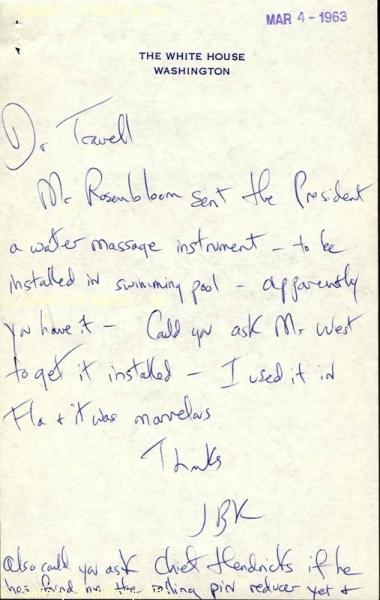 MAR 4 - 1963
THE WHITE HOUSE
WASHINGTON
Dr Travell
Mr Rosenbloom sent the President
a water massage instrument – to be
installed in swimming pool – apparently
you have it – Could you ask Mr West
to get it installed – I used it in
Fla & it was marvelous
Thanks
JBK
Also could you ask Chief Hendricks if he
has found me the rolling pin reducer yet &